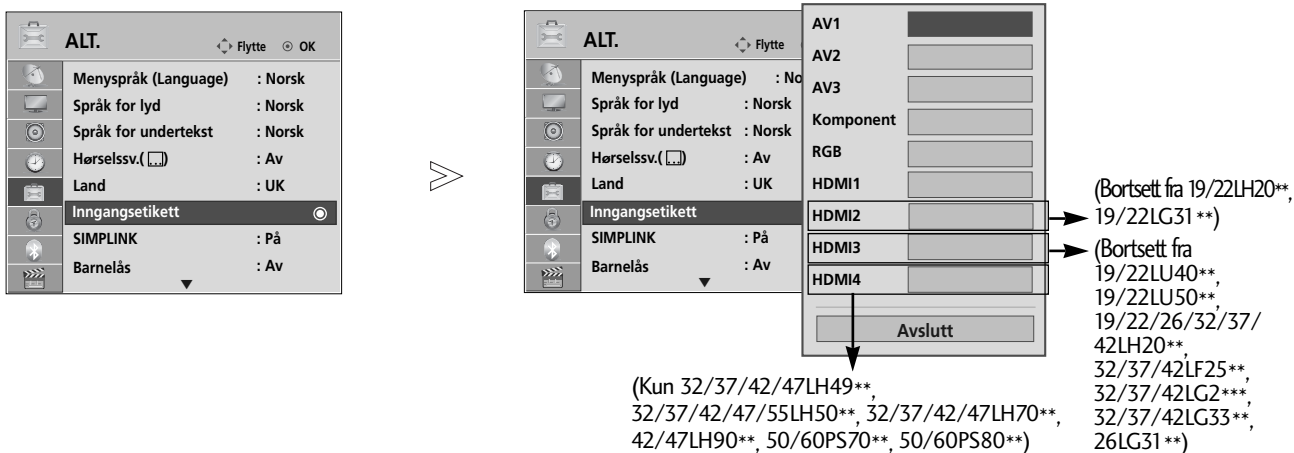 ALT.
Flytte OK
Menyspråk (Language) : Norsk
Språk for lyd : Norsk
Språk for undertekst : Norsk
Hørselssv.( ) : Av
Land : UK
Inngangsetikett
SIMPLINK : På
Barnelås : Av
ALT.
Flytte
Menyspråk (Language) : No
Språk for lyd : Norsk
Språk for undertekst : Norsk
Hørselssv.( ) : Av
Land : UK
Inngangsetikett
SIMPLINK : På
Barnelås : Av
AV1
AV2
AV3
Komponent
RGB
HDMI1
HDMI2
HDMI3
HDMI4
Avslutt
(Bortsett fra 19/22LH20**,
19/22LG31**)
(Bortsett fra
19/22LU40**,
19/22LU50**,
19/22/26/32/37/
42LH20**,
32/37/42LF25**,
32/37/42LG2***,
32/37/42LG33**,
26LG31**)
(Kun 32/37/42/47LH49**,
32/37/42/47/55LH50**, 32/37/42/47LH70**,
42/47LH90**, 50/60PS70**, 50/60PS80**)